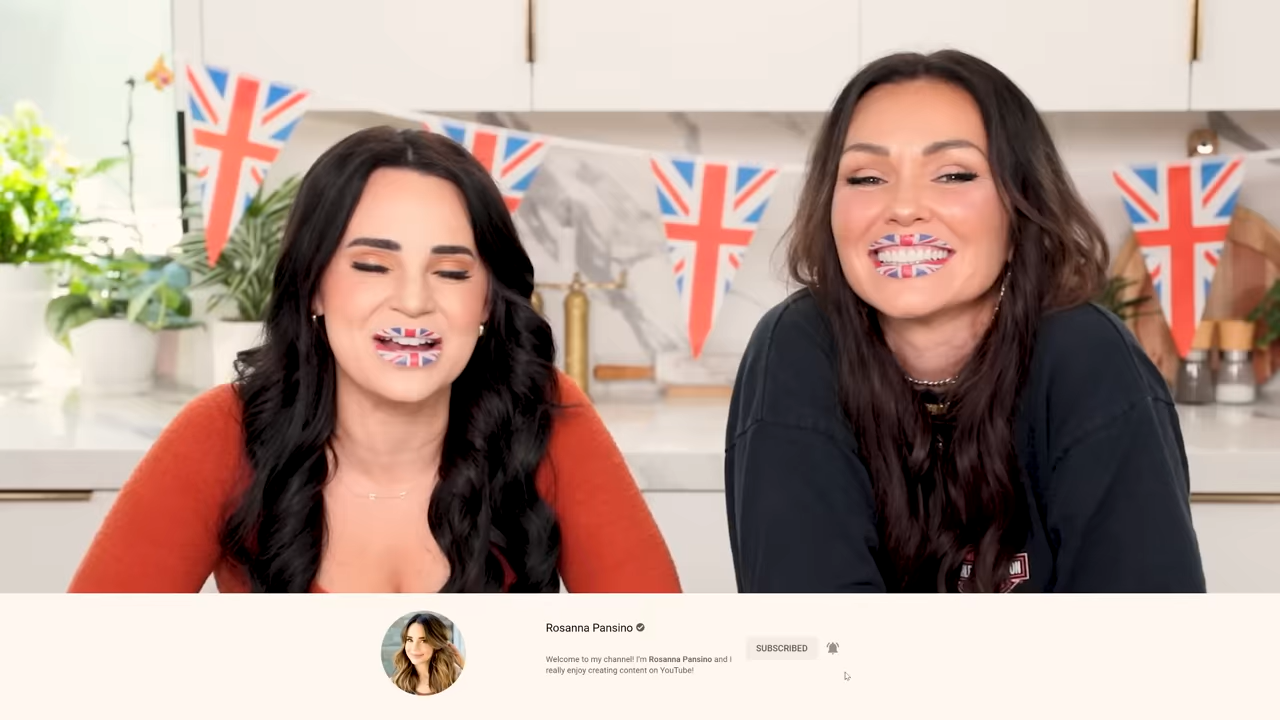 Rosanna Pansino
Welcome to my channel! I'm Rosanna Pansino and I
really enjoy creating content on YouTube!
SUBSCRIBED